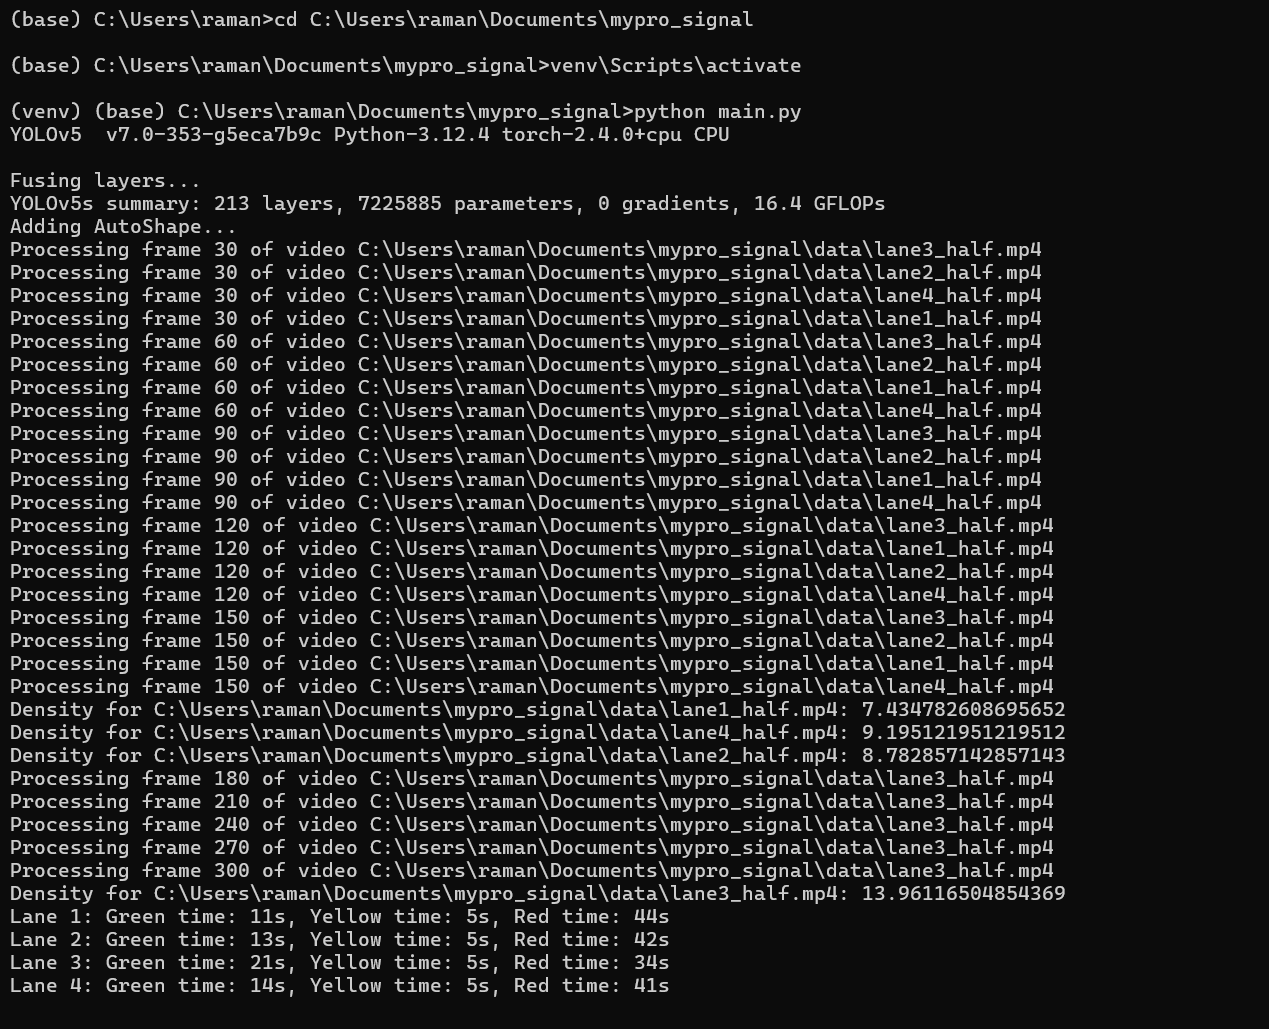 (base) C:\Users\raman>cd C:\Users\raman\Documents\mypro_signal
(base) C:\Users\raman\Documents\mypro_signal>venv\Scripts\activate
(venv) (base) C:\Users\raman\Documents\mypro_signal>python main.py
YOLOv5  v7.0-353-g5eca7b9c Python-3.12.4 torch-2.4.0+cpu CPU
Fusing layers...
YOLOv5s summary: 213 layers, 7225885 parameters, 0 gradients, 16.4 GFLOPs
Adding AutoShape...
Processing frame 30 of video C:\Users\raman\Documents\mypro_signal\data\lane3_half.mp4
Processing frame 30 of video C:\Users\raman\Documents\mypro_signal\data\lane2_half.mp4
Processing frame 30 of video C:\Users\raman\Documents\mypro_signal\data\lane4_half.mp4
Processing frame 30 of video C:\Users\raman\Documents\mypro_signal\data\lane1_half.mp4
Processing frame 60 of video C:\Users\raman\Documents\mypro_signal\data\lane3_half.mp4
Processing frame 60 of video C:\Users\raman\Documents\mypro_signal\data\lane2_half.mp4
Processing frame 60 of video C:\Users\raman\Documents\mypro_signal\data\lane1_half.mp4
Processing frame 60 of video C:\Users\raman\Documents\mypro_signal\data\lane4_half.mp4
Processing frame 90 of video C:\Users\raman\Documents\mypro_signal\data\lane3_half.mp4
Processing frame 90 of video C:\Users\raman\Documents\mypro_signal\data\lane2_half.mp4
Processing frame 90 of video C:\Users\raman\Documents\mypro_signal\data\lane1_half.mp4
Processing frame 90 of video C:\Users\raman\Documents\mypro_signal\data\lane4_half.mp4
Processing frame 120 of video C:\Users\raman\Documents\mypro_signal\data\lane3_half.mp4
Processing frame 120 of video C:\Users\raman\Documents\mypro_signal\data\lane1_half.mp4
Processing frame 120 of video C:\Users\raman\Documents\mypro_signal\data\lane2_half.mp4
Processing frame 120 of video C:\Users\raman\Documents\mypro_signal\data\lane4_half.mp4
Processing frame 150 of video C:\Users\raman\Documents\mypro_signal\data\lane3_half.mp4
Processing frame 150 of video C:\Users\raman\Documents\mypro_signal\data\lane2_half.mp4
Processing frame 150 of video C:\Users\raman\Documents\mypro_signal\data\lane1_half.mp4
Processing frame 150 of video C:\Users\raman\Documents\mypro_signal\data\lane4_half.mp4
Density for C:\Users\raman\Documents\mypro_signal\data\lane1_half.mp4: 7.434782608695652
Density for C:\Users\raman\Documents\mypro_signal\data\lane4_half.mp4: 9.195121951219512
Density for C:\Users\raman\Documents\mypro_signal\data\lane2_half.mp4: 8.782857142857143
Processing frame 180 of video C:\Users\raman\Documents\mypro_signal\data\lane3_half.mp4
Processing frame 210 of video C:\Users\raman\Documents\mypro_signal\data\lane3_half.mp4
Processing frame 240 of video C:\Users\raman\Documents\mypro_signal\data\lane3_half.mp4
Processing frame 270 of video C:\Users\raman\Documents\mypro_signal\data\lane3_half.mp4
Processing frame 300 of video C:\Users\raman\Documents\mypro_signal\data\lane3_half.mp4
Density for C:\Users\raman\Documents\mypro_signal\data\lane3_half.mp4: 13.96116504854369
Lane 1: Green time: 11s, Yellow time: 5s, Red time: 44s
Lane 2: Green time: 13s, Yellow time: 5s, Red time: 42s
Lane 3: Green time: 21s, Yellow time: 5s, Red time: 34s
Lane 4: Green time: 14s, Yellow time: 5s, Red time: 41s